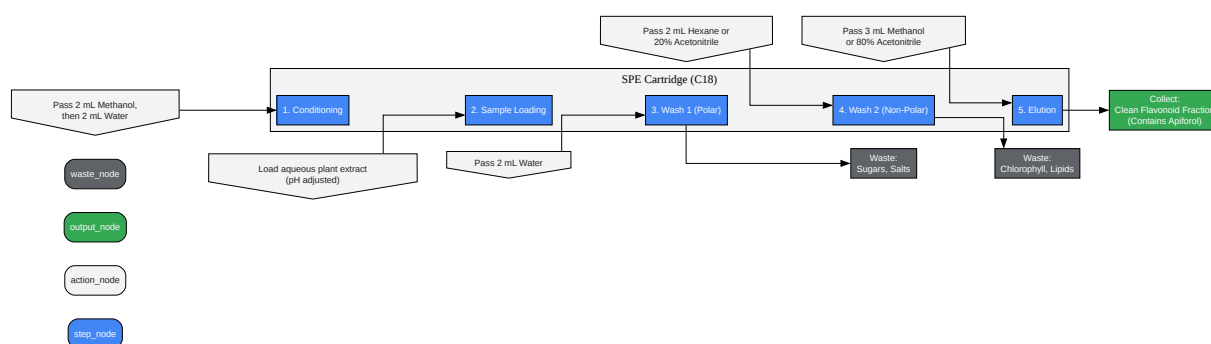 Pass 2 mL Hexane or
20% Acetonitrile
Pass 3 mL Methanol
or 80% Acetonitrile
SPE Cartridge (C18)
Pass 2 mL Methanol,
then 2 mL Water
1. Conditioning
2. Sample Loading
3. Wash 1 (Polar)
4. Wash 2 (Non-Polar)
5. Elution
Collect:
Clean Flavonoid Fraction
(Contains Apiforol)
Load aqueous plant extract
(pH adjusted)
Pass 2 mL Water
Waste:
Sugars, Salts
Waste:
Chlorophyll, Lipids
waste_node
output_node
action_node
step_node